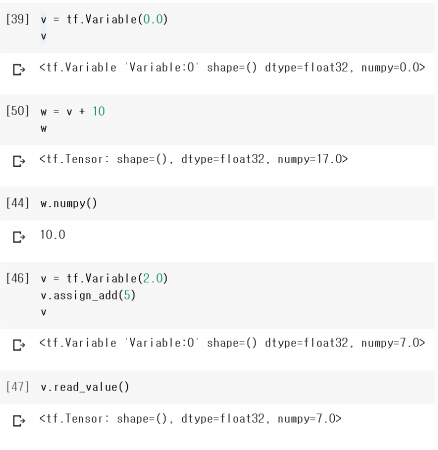 [39] v = tf.Variable(0.0)
v
<tf.Variable 'Variable:0' shape=() dtype=float32, numpy=0.0>
[50] w = v + 10
w
<tf.Tensor: shape=(), dtype=float32, numpy=17.0>
[44] w.numpy()
10.0
[46] v = tf.Variable(2.0)
v.assign_add(5)
v
<tf.Variable 'Variable:0' shape=() dtype=float32, numpy=7.0>
[47] v.read_value()
<tf.Tensor: shape=(), dtype=float32, numpy=7.0>